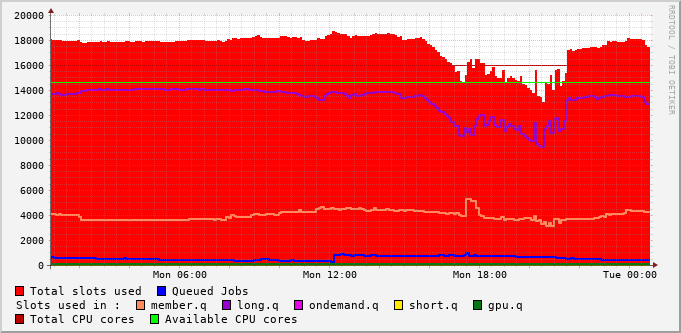 20000
18000
16000
14000
12000
10000
8000
6000
4000
2000
0
Mon 06:00 Mon 12:00 Mon 18:00 Tue 00:00
RRDTOOL / TOBI OETIKER
Total slots used Queued Jobs
Slots used in : member.q long.q ondemand.q short.q gpu.q
Total CPU cores Available CPU cores